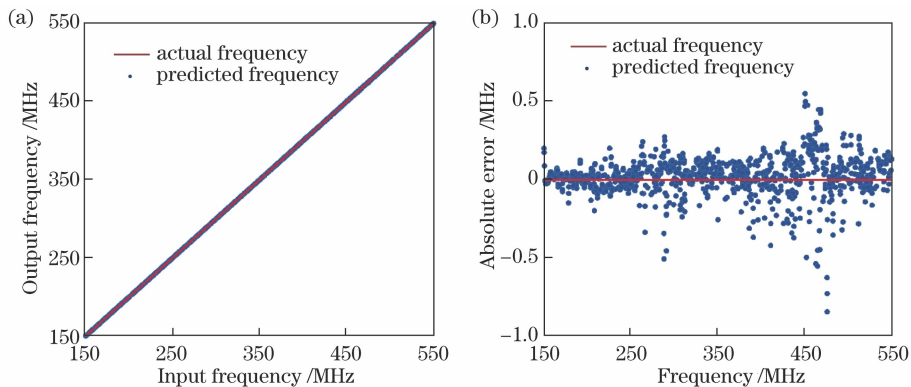 (a)
550
450
350
250
150
Output frequency /MHz
actual frequency
predicted frequency
150
250
350
450
550
Input frequency /MHz
(b)
1.0
0.5
0
-0.5
-1.0
Absolute error /MHz
actual frequency
predicted frequency
150
250
350
450
550
Frequency /MHz